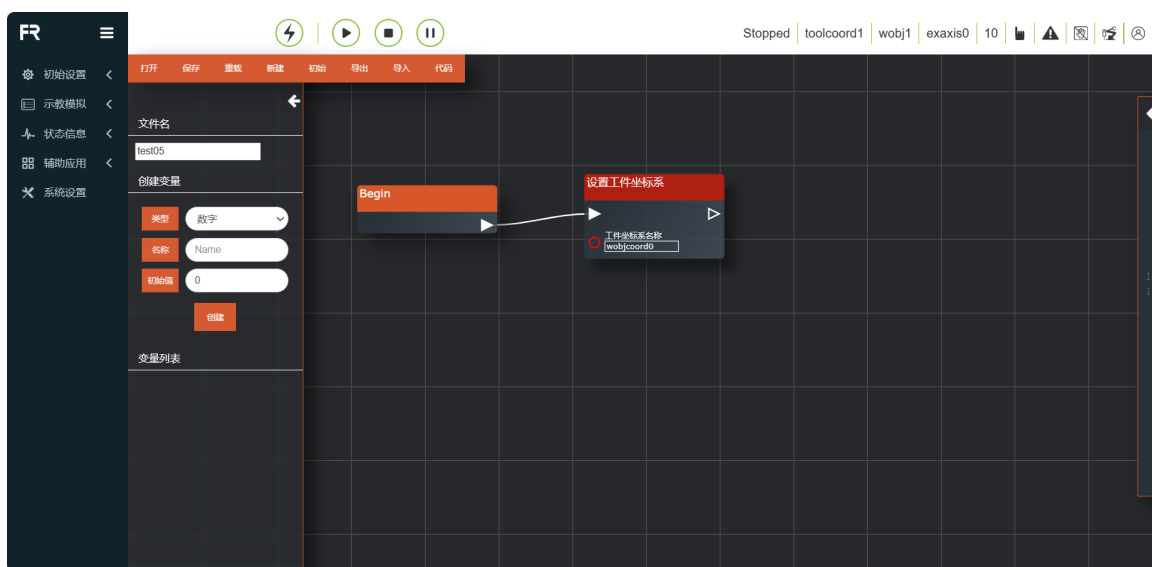 FR
Stopped toolcoord1 wobj1 exaxis0 10
初始设置
示教模拟
状态信息
辅助应用
系统设置
打开 保存 重载 新建 初始 导出 导入 代码
文件名
test05
创建变量
类型 数字
名称 Name
初始值 0
创建
变量列表
Begin
设置工件坐标系
工件坐标系名称
wobjcoord0
1
1